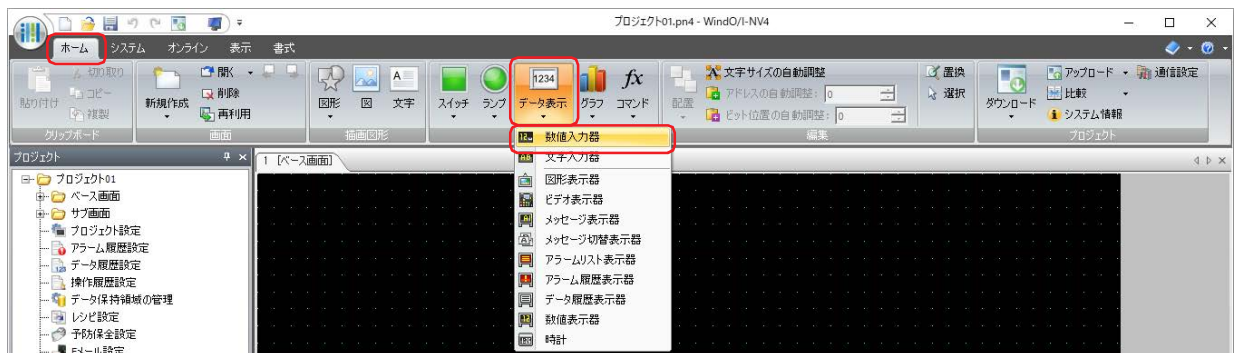 プロジェクト01.pn4 - WindO/I-NV4
ホーム システム オンライン 表示 書式
貼り付け 切り取り コピー 複製
クリップボード
新規作成 開く 削除 再利用
画面
図形 図 文字
描画図形
スイッチ ランプ データ表示 グラフ コマンド
1234
fx
配置 文字サイズの自動調整 置換
アドレスの自動調整: 0 選択
ビット位置の自動調整: 0
編集
ダウンロード アップロード 通信設定
比較
システム情報
プロジェクト
数値入力器
文字入力器
図形表示器
ビデオ表示器
メッセージ表示器
メッセージ切替表示器
アラームリスト表示器
アラーム履歴表示器
データ履歴表示器
数値表示器
時計
プロジェクト
1 [ベース画面]
プロジェクト01
ベース画面
サブ画面
プロジェクト設定
アラーム履歴設定
データ履歴設定
操作履歴設定
データ保持領域の管理
レシピ設定
予防保全設定
Eメール設定